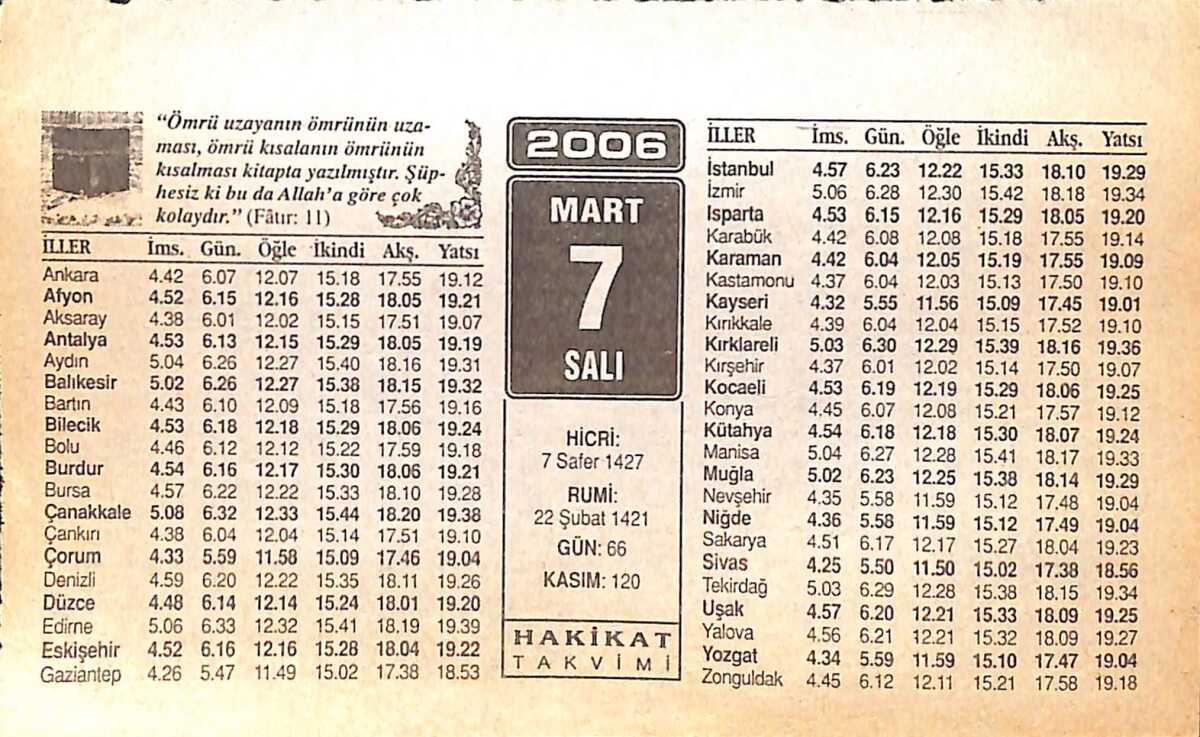 “Ömrü uzayanın ömrünün uza-
ması, ömrü kısalanın ömrünün
kısalması kitapta yazılmıştır. Şüp-
hesiz ki bu da Allah’a göre çok
kolaydır.” (Fâtır: 11)
İLLER İms. Gün. Öğle İkindi Akş. Yatsı
Ankara 4.42 6.07 12.07 15.18 17.55 19.12
Afyon 4.52 6.15 12.16 15.28 18.05 19.21
Aksaray 4.38 6.01 12.02 15.15 17.51 19.07
Antalya 4.53 6.13 12.15 15.29 18.05 19.19
Aydın 5.04 6.26 12.27 15.40 18.16 19.31
Balıkesir 5.02 6.26 12.27 15.38 18.15 19.32
Bartın 4.43 6.10 12.09 15.18 17.56 19.16
Bilecik 4.53 6.18 12.18 15.29 18.06 19.24
Bolu 4.46 6.12 12.12 15.22 17.59 19.18
Burdur 4.54 6.16 12.17 15.30 18.06 19.21
Bursa 4.57 6.22 12.22 15.33 18.10 19.28
Çanakkale 5.08 6.32 12.33 15.44 18.20 19.38
Çankırı 4.38 6.04 12.04 15.14 17.51 19.10
Çorum 4.33 5.59 11.58 15.09 17.46 19.04
Denizli 4.59 6.20 12.22 15.35 18.11 19.26
Düzce 4.48 6.14 12.14 15.24 18.01 19.20
Edirne 5.06 6.33 12.32 15.41 18.19 19.39
Eskişehir 4.52 6.16 12.16 15.28 18.04 19.22
Gaziantep 4.26 5.47 11.49 15.02 17.38 18.53
2006
MART
7
SALI
HİCRİ:
7 Safer 1427
RUMİ:
22 Şubat 1421
GÜN: 66
KASIM: 120
HAKİKAT
TAKVİMİ
İLLER İms. Gün. Öğle İkindi Akş. Yatsı
İstanbul 4.57 6.23 12.22 15.33 18.10 19.29
İzmir 5.06 6.28 12.30 15.42 18.18 19.34
Isparta 4.53 6.15 12.16 15.29 18.05 19.20
Karabük 4.42 6.08 12.08 15.18 17.55 19.14
Karaman 4.42 6.04 12.05 15.19 17.55 19.09
Kastamonu 4.37 6.04 12.03 15.13 17.50 19.10
Kayseri 4.32 5.55 11.56 15.09 17.45 19.01
Kırıkkale 4.39 6.04 12.04 15.15 17.52 19.10
Kırklareli 5.03 6.30 12.29 15.39 18.16 19.36
Kırşehir 4.37 6.01 12.02 15.14 17.50 19.07
Kocaeli 4.53 6.19 12.19 15.29 18.06 19.25
Konya 4.45 6.07 12.08 15.21 17.57 19.12
Kütahya 4.54 6.18 12.18 15.30 18.07 19.24
Manisa 5.04 6.27 12.28 15.41 18.17 19.33
Muğla 5.02 6.23 12.25 15.38 18.14 19.29
Nevşehir 4.35 5.58 11.59 15.12 17.48 19.04
Niğde 4.36 5.58 11.59 15.12 17.49 19.04
Sakarya 4.51 6.17 12.17 15.27 18.04 19.23
Sivas 4.25 5.50 11.50 15.02 17.38 18.56
Tekirdağ 5.03 6.29 12.28 15.38 18.15 19.34
Uşak 4.57 6.20 12.21 15.33 18.09 19.25
Yalova 4.56 6.21 12.21 15.32 18.09 19.27
Yozgat 4.34 5.59 11.59 15.10 17.47 19.04
Zonguldak 4.45 6.12 12.11 15.21 17.58 19.18